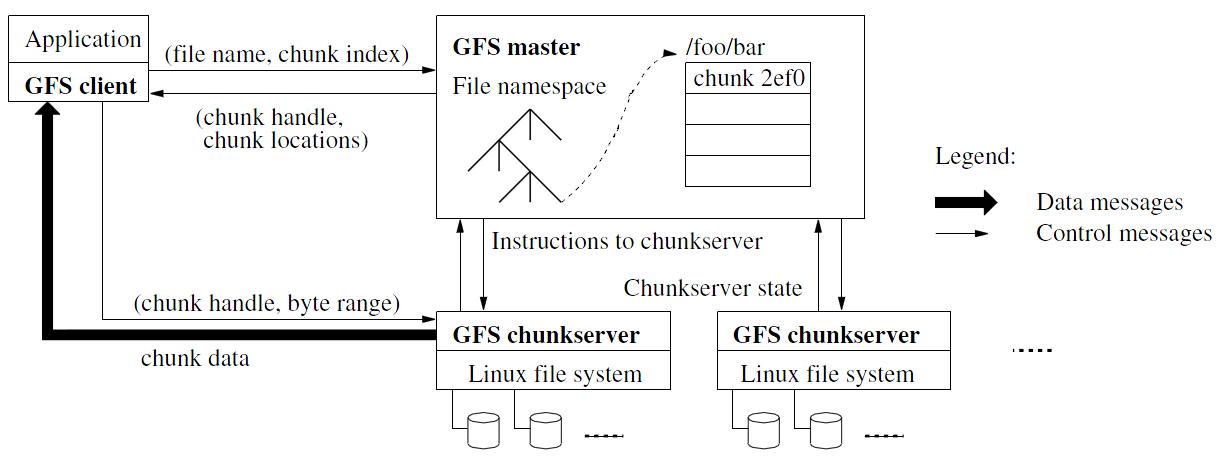 Application
GFS client
(file name, chunk index)
(chunk handle,
chunk locations)
GFS master
File namespace
/foo/bar
chunk 2ef0
Legend:
Data messages
Control messages
Instructions to chunkserver
Chunkserver state
(chunk handle, byte range)
chunk data
GFS chunkserver
Linux file system
GFS chunkserver
Linux file system